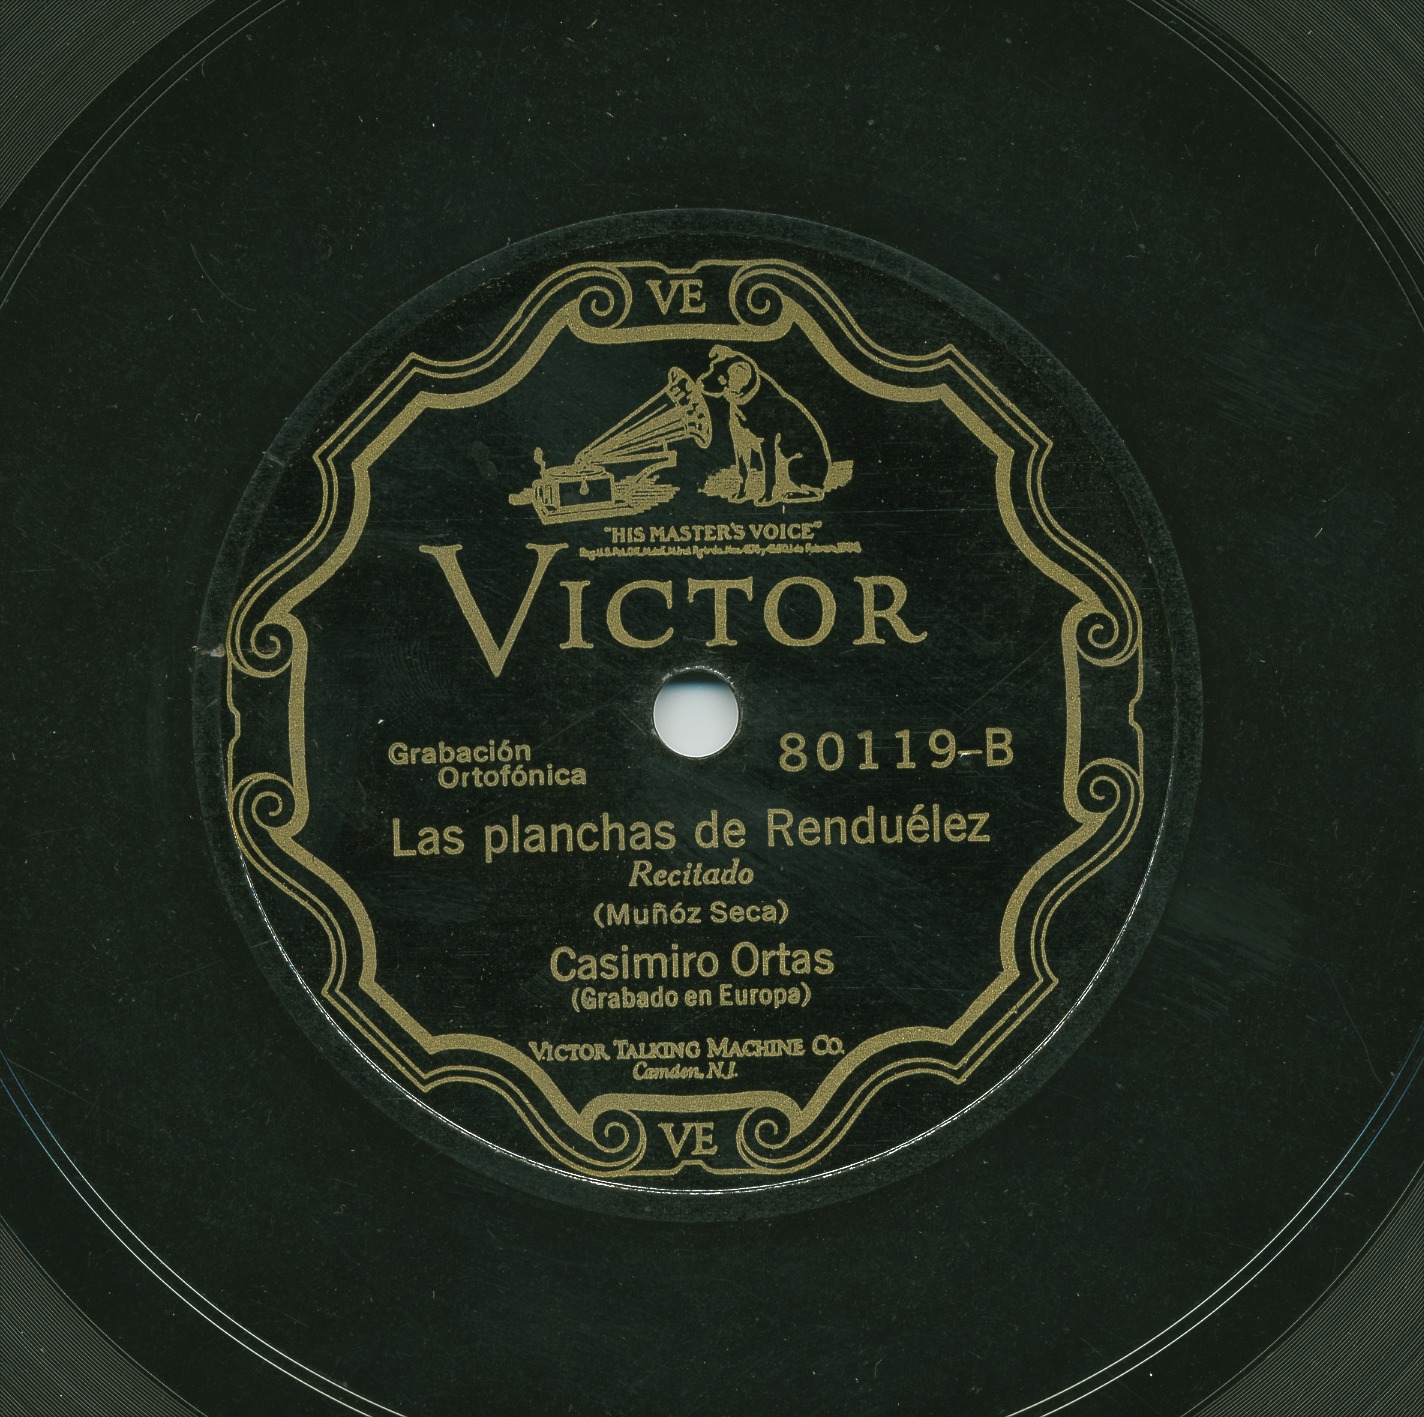 VE
"HIS MASTER'S VOICE"
VICTOR
Grabación
Ortofónica
80119-B
Las planchas de Renduélez
Recitado
(Muñóz Seca)
Casimiro Ortas
(Grabado en Europa)
VICTOR TALKING MACHINE CO.
Camden, N.J.
VE